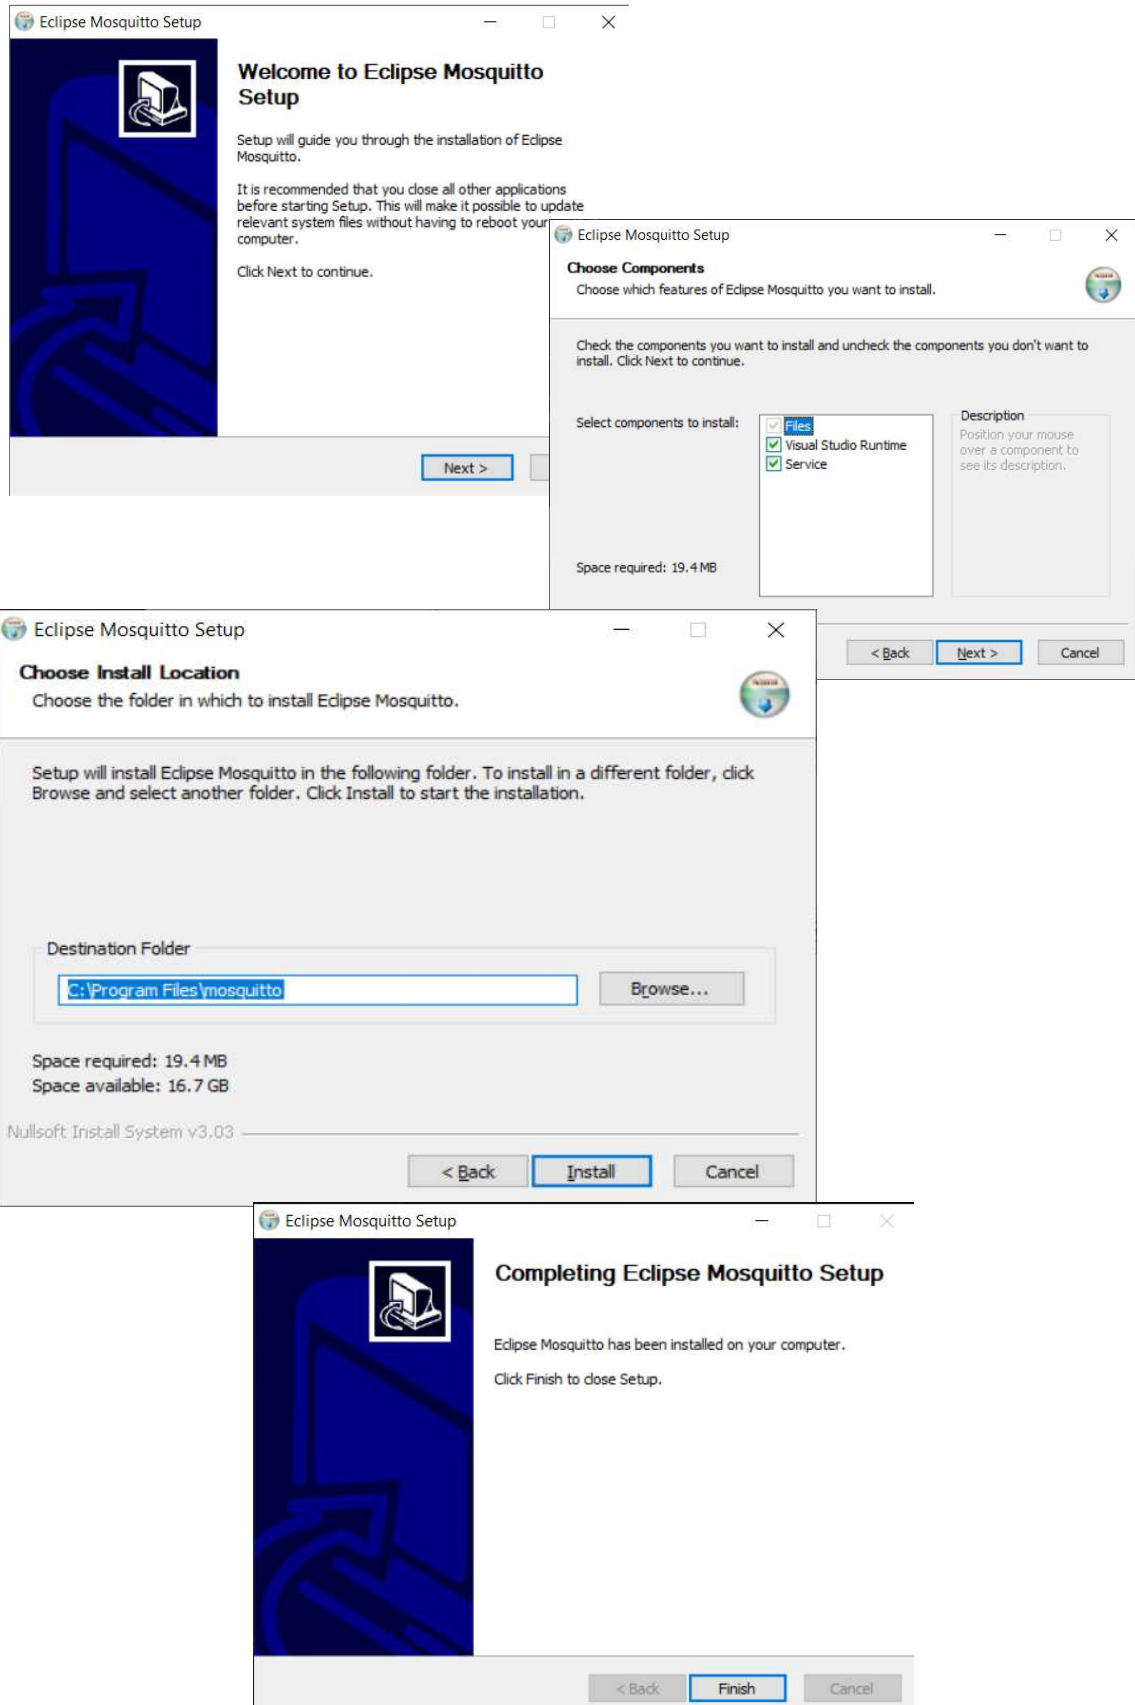 Eclipse Mosquitto Setup
Welcome to Eclipse Mosquitto
Setup
Setup will guide you through the installation of Eclipse
Mosquitto.
It is recommended that you close all other applications
before starting Setup. This will make it possible to update
relevant system files without having to reboot your
computer.
Click Next to continue.
Next >
Eclipse Mosquitto Setup
Choose Components
Choose which features of Eclipse Mosquitto you want to install.
Check the components you want to install and uncheck the components you don't want to
install. Click Next to continue.
Select components to install:
Files
Visual Studio Runtime
Service
Description
Position your mouse
over a component to
see its description.
Space required: 19.4 MB
< Back
Next >
Cancel
Eclipse Mosquitto Setup
Choose Install Location
Choose the folder in which to install Eclipse Mosquitto.
Setup will install Eclipse Mosquitto in the following folder. To install in a different folder, click
Browse and select another folder. Click Install to start the installation.
Destination Folder
C:\Program Files\mosquitto
Browse...
Space required: 19.4 MB
Space available: 16.7 GB
Nullsoft Install System v3.03
< Back
Install
Cancel
Eclipse Mosquitto Setup
Completing Eclipse Mosquitto Setup
Eclipse Mosquitto has been installed on your computer.
Click Finish to close Setup.
< Back
Finish
Cancel